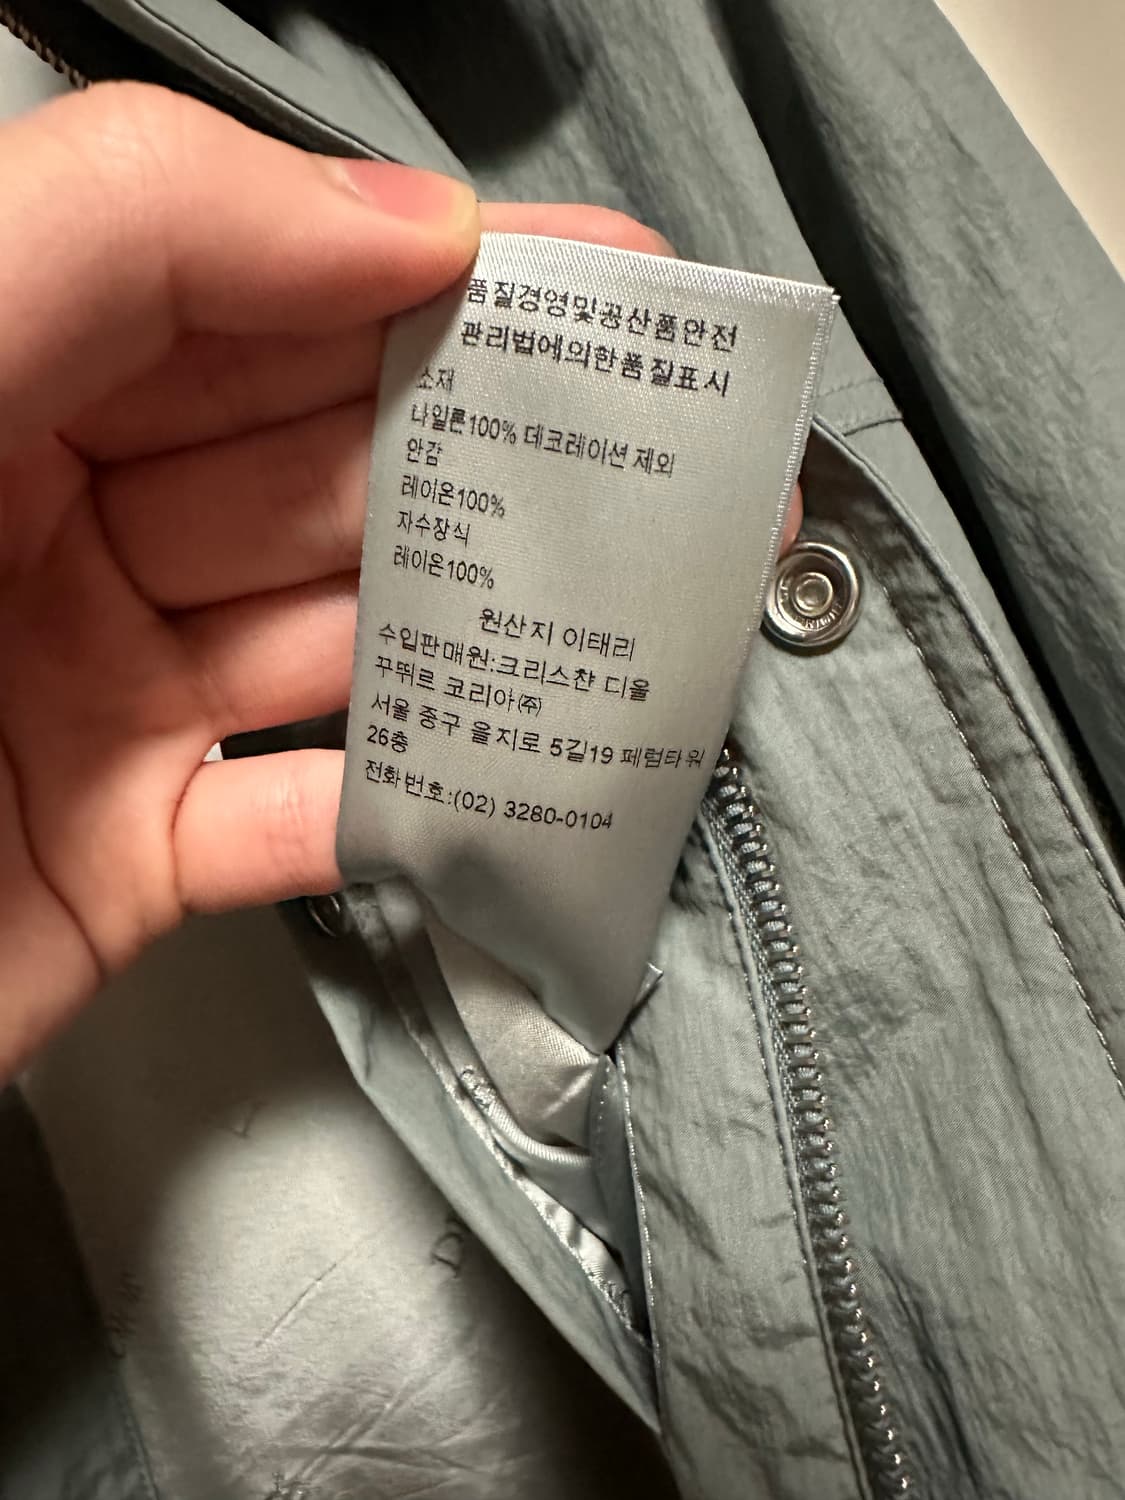 품질경영및공산품안전
관리법에의한품질표시
소재
나일론100% 데코레이션 제외
안감
레이온100%
자수장식
레이온100%
원산지 이태리
수입판매원:크리스챤 디올
꾸뛰르 코리아㈜
서울 중구 을지로 5길19 페럼타워
26층
전화번호:(02) 3280-0104